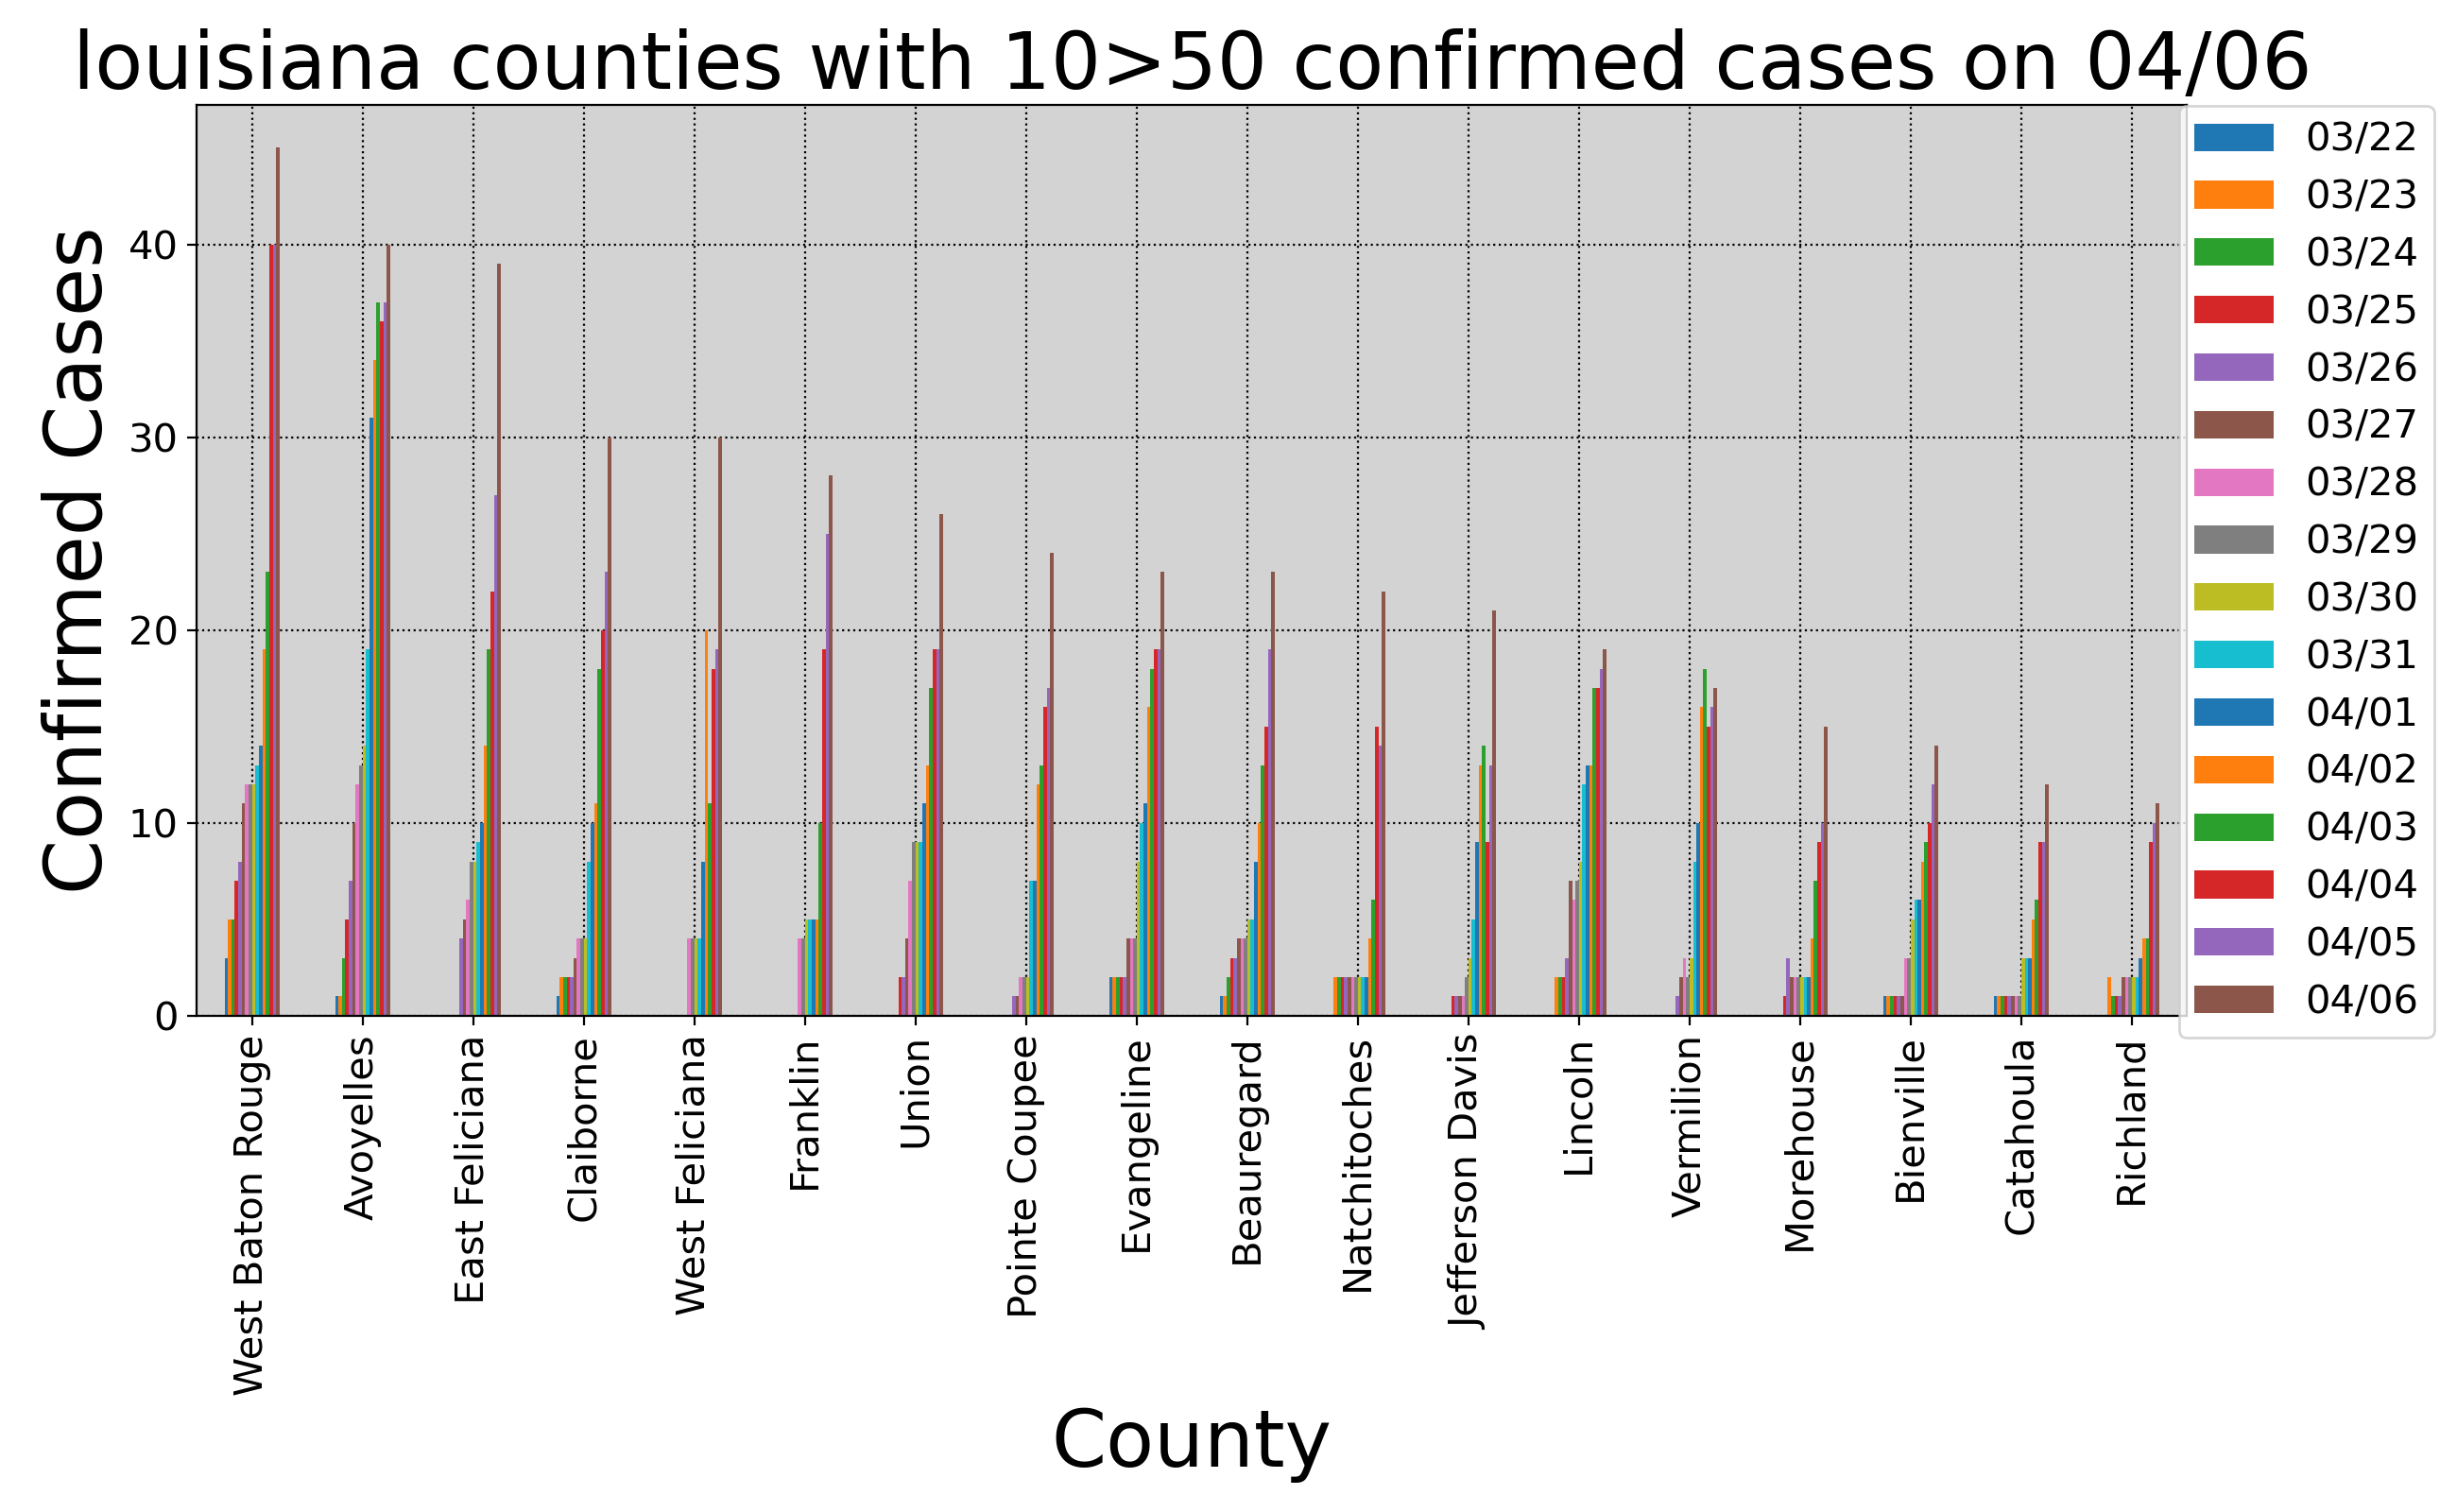 louisiana counties with 10>50 confirmed cases on 04/06
Confirmed Cases
40
30
20
10
0
03/22
03/23
03/24
03/25
03/26
03/27
03/28
03/29
03/30
03/31
04/01
04/02
04/03
04/04
04/05
04/06
West Baton Rouge
Avoyelles
East Feliciana
Claiborne
West Feliciana
Franklin
Union
Pointe Coupee
Evangeline
Beauregard
Natchitoches
Jefferson Davis
Lincoln
Vermilion
Morehouse
Bienville
Catahoula
Richland
County